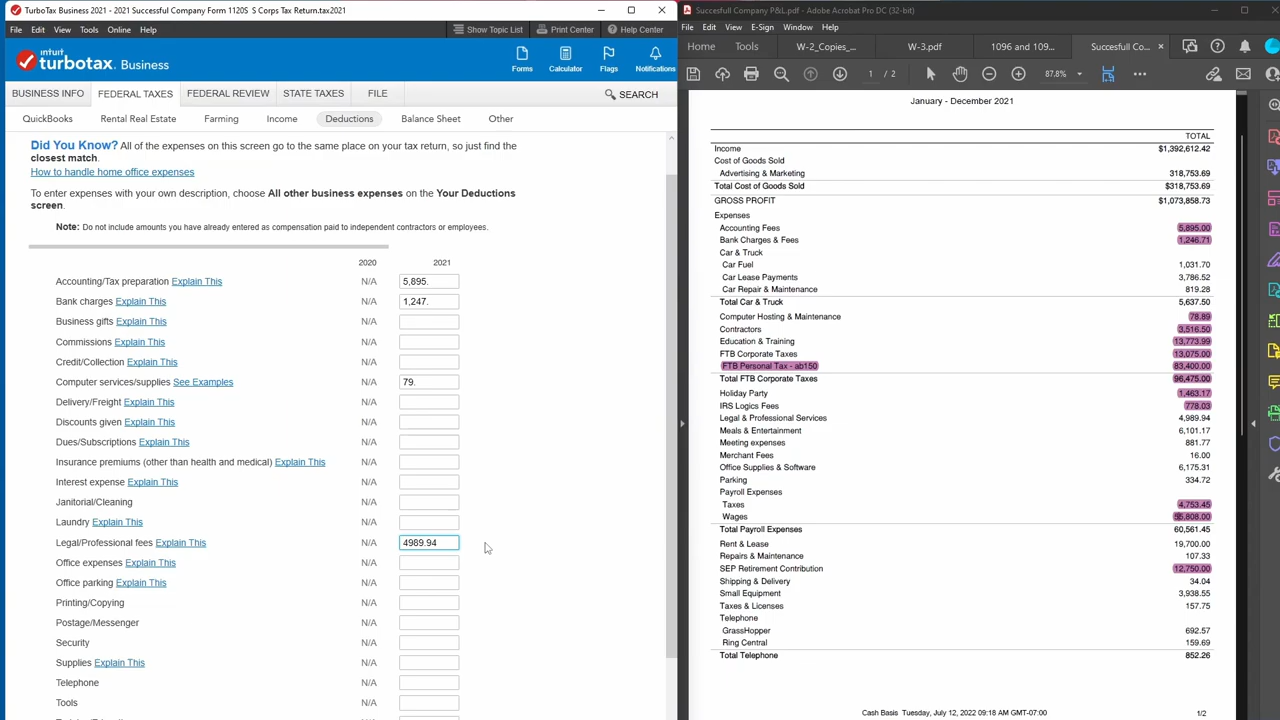 TurboTax Business 2021 - 2021 Successful Company Form 1120S S Corps Tax Return.tax2021
File Edit View Tools Online Help
Show Topic List Print Center Help Center
intuit turbotax. Business
Forms Calculator Flags Notifications
BUSINESS INFO FEDERAL TAXES FEDERAL REVIEW STATE TAXES FILE SEARCH
QuickBooks Rental Real Estate Farming Income Deductions Balance Sheet Other
Did You Know? All of the expenses on this screen go to the same place on your tax return, so just find the
closest match.
How to handle home office expenses
To enter expenses with your own description, choose All other business expenses on the Your Deductions
screen.
Note: Do not include amounts you have already entered as compensation paid to independent contractors or employees.
2020 2021
Accounting/Tax preparation Explain This N/A 5,895.
Bank charges Explain This N/A 1,247.
Business gifts Explain This N/A
Commissions Explain This N/A
Credit/Collection Explain This N/A
Computer services/supplies See Examples N/A 79.
Delivery/Freight Explain This N/A
Discounts given Explain This N/A
Dues/Subscriptions Explain This N/A
Insurance premiums (other than health and medical) Explain This N/A
Interest expense Explain This N/A
Janitorial/Cleaning N/A
Laundry Explain This N/A
Legal/Professional fees Explain This N/A 4989.94
Office expenses Explain This N/A
Office parking Explain This N/A
Printing/Copying N/A
Postage/Messenger N/A
Security N/A
Supplies Explain This N/A
Telephone N/A
Tools N/A
Succesfull Company P&L.pdf - Adobe Acrobat Pro DC (32-bit)
File Edit View E-Sign Window Help
Home Tools W-2_Copies_... W-3.pdf 1096 and 109... Succesfull Co... ×
1 / 2 87.8%
January - December 2021
TOTAL
Income $1,392,612.42
Cost of Goods Sold
Advertising & Marketing 318,753.69
Total Cost of Goods Sold $318,753.69
GROSS PROFIT $1,073,858.73
Expenses
Accounting Fees 5,895.00
Bank Charges & Fees 1,246.71
Car & Truck
Car Fuel 1,031.70
Car Lease Payments 3,786.52
Car Repair & Maintenance 819.28
Total Car & Truck 5,637.50
Computer Hosting & Maintenance 78.89
Contractors 3,516.50
Education & Training 13,773.99
FTB Corporate Taxes 13,075.00
FTB Personal Tax - ab150 83,400.00
Total FTB Corporate Taxes 96,475.00
Holiday Party 1,463.17
IRS Logics Fees 778.03
Legal & Professional Services 4,989.94
Meals & Entertainment 6,101.17
Meeting expenses 881.77
Merchant Fees 16.00
Office Supplies & Software 6,175.31
Parking 334.72
Payroll Expenses
Taxes 4,753.45
Wages 55,808.00
Total Payroll Expenses 60,561.45
Rent & Lease 19,700.00
Repairs & Maintenance 107.33
SEP Retirement Contribution 12,750.00
Shipping & Delivery 34.04
Small Equipment 3,938.55
Taxes & Licenses 157.75
Telephone
GrassHopper 692.57
Ring Central 159.69
Total Telephone 852.26
Cash Basis Tuesday, July 12, 2022 09:18 AM GMT-07:00 1/2